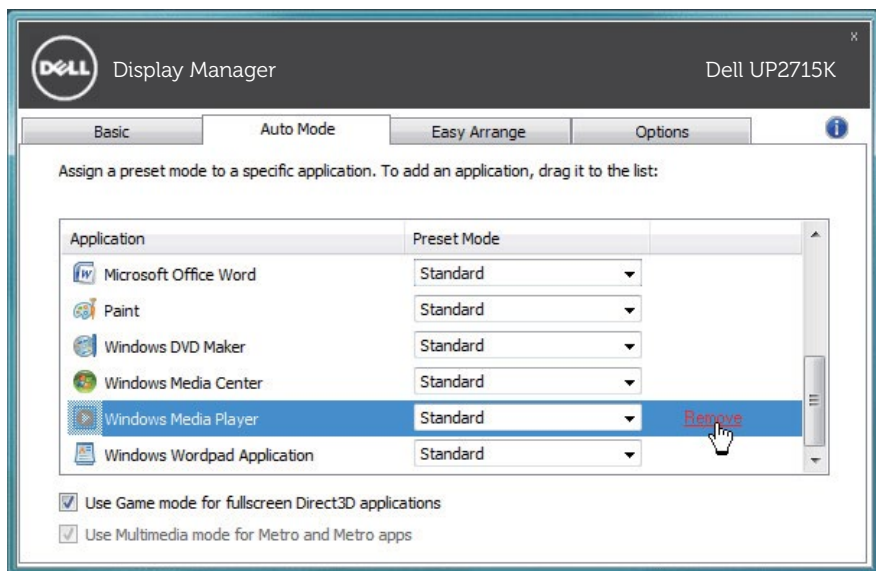 x
DELL Display Manager Dell UP2715K
Basic Auto Mode Easy Arrange Options
Assign a preset mode to a specific application. To add an application, drag it to the list:
Application Preset Mode
Microsoft Office Word Standard
Paint Standard
Windows DVD Maker Standard
Windows Media Center Standard
Windows Media Player Standard Remove
Windows Wordpad Application Standard
Use Game mode for fullscreen Direct3D applications
Use Multimedia mode for Metro and Metro apps